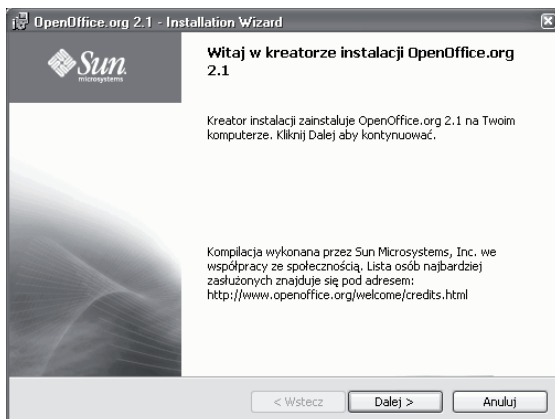 OpenOffice.org 2.1 - Installation Wizard
Sun
microsystems
Witaj w kreatorze instalacji OpenOffice.org
2.1
Kreator instalacji zainstaluje OpenOffice.org 2.1 na Twoim
komputerze. Kliknij Dalej aby kontynuować.
Kompilacja wykonana przez Sun Microsystems, Inc. we
współpracy ze społecznością. Lista osób najbardziej
zasłużonych znajduje się pod adresem:
http://www.openoffice.org/welcome/credits.html
< Wstecz
Dalej >
Anuluj